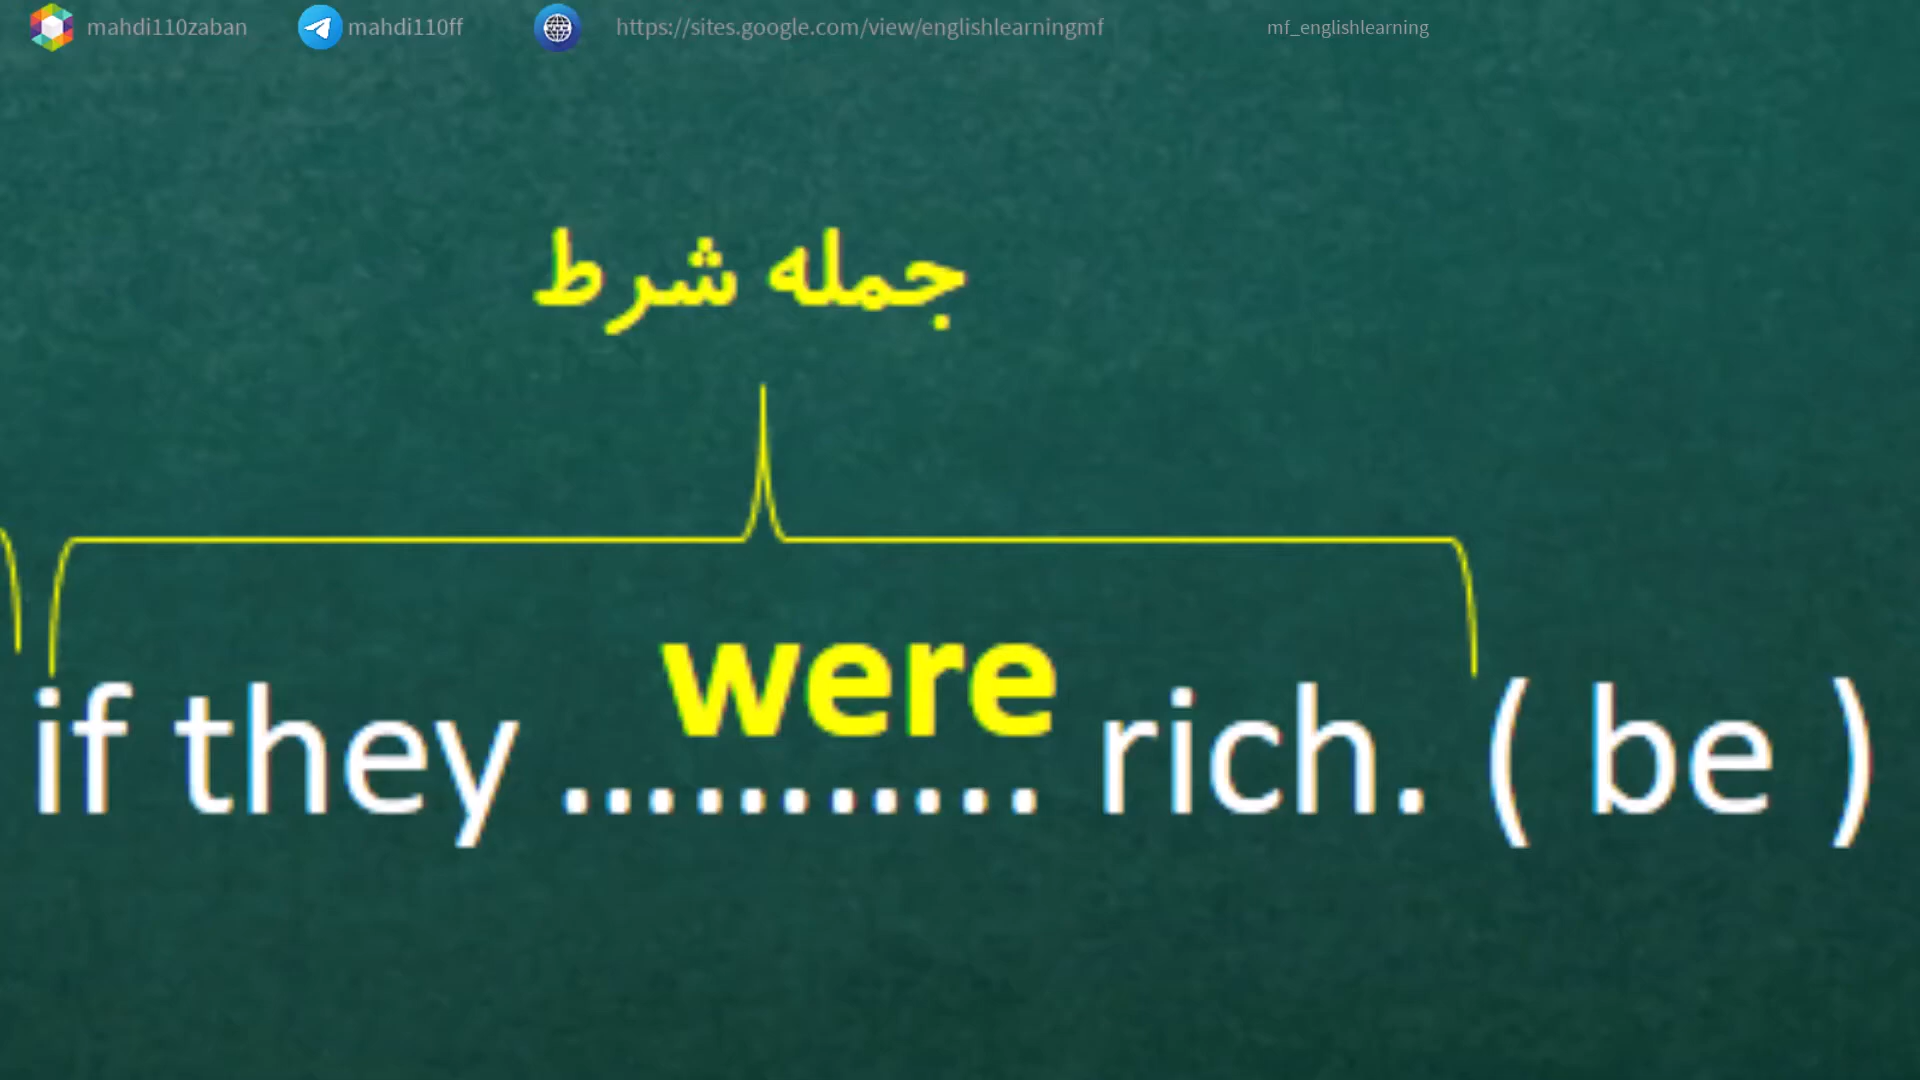 mahdi110zaban mahdi110ff https://sites.google.com/view/englishlearningmf mf_englishlearning
جمله شرط
were
if they ............ rich. ( be )